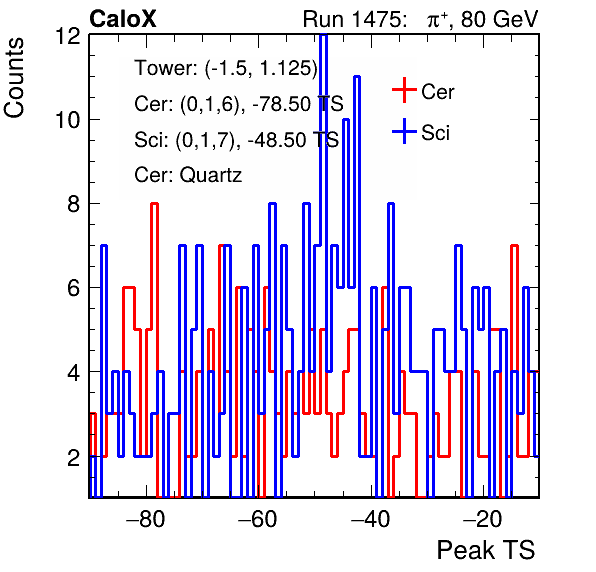 CaloX Run 1475: π⁺, 80 GeV
Counts
12
10
8
6
4
2
Tower: (-1.5, 1.125)
Cer: (0,1,6), -78.50 TS
Sci: (0,1,7), -48.50 TS
Cer: Quartz
Cer
Sci
−80 −60 −40 −20
Peak TS